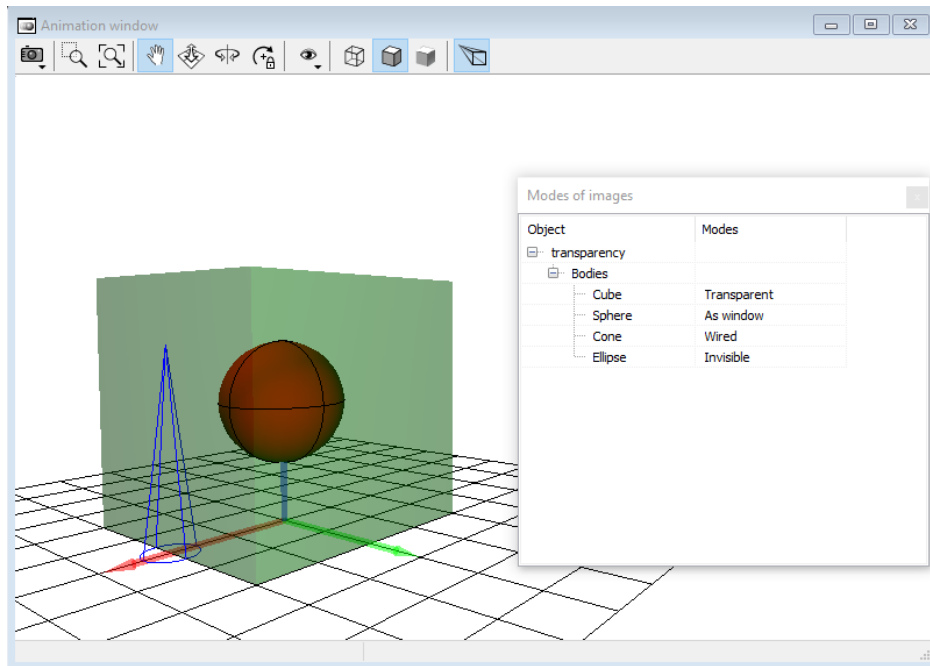 Animation window
Modes of images
Object Modes
transparency
Bodies
Cube Transparent
Sphere As window
Cone Wired
Ellipse Invisible